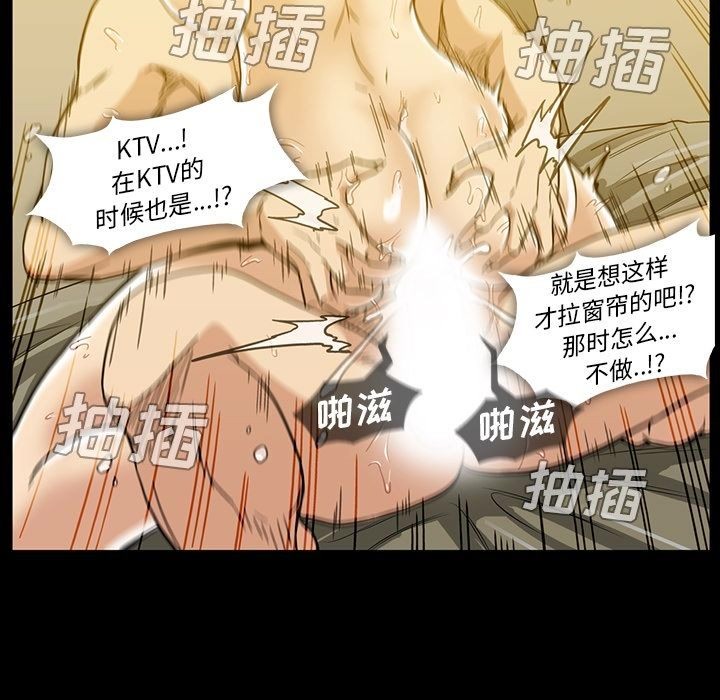 抽插
抽插
KTV...!
在KTV的
时候也是...!?
就是想这样
才拉窗帘的吧!?
那时怎么...
不做..!?
啪滋
啪滋
抽插
抽插